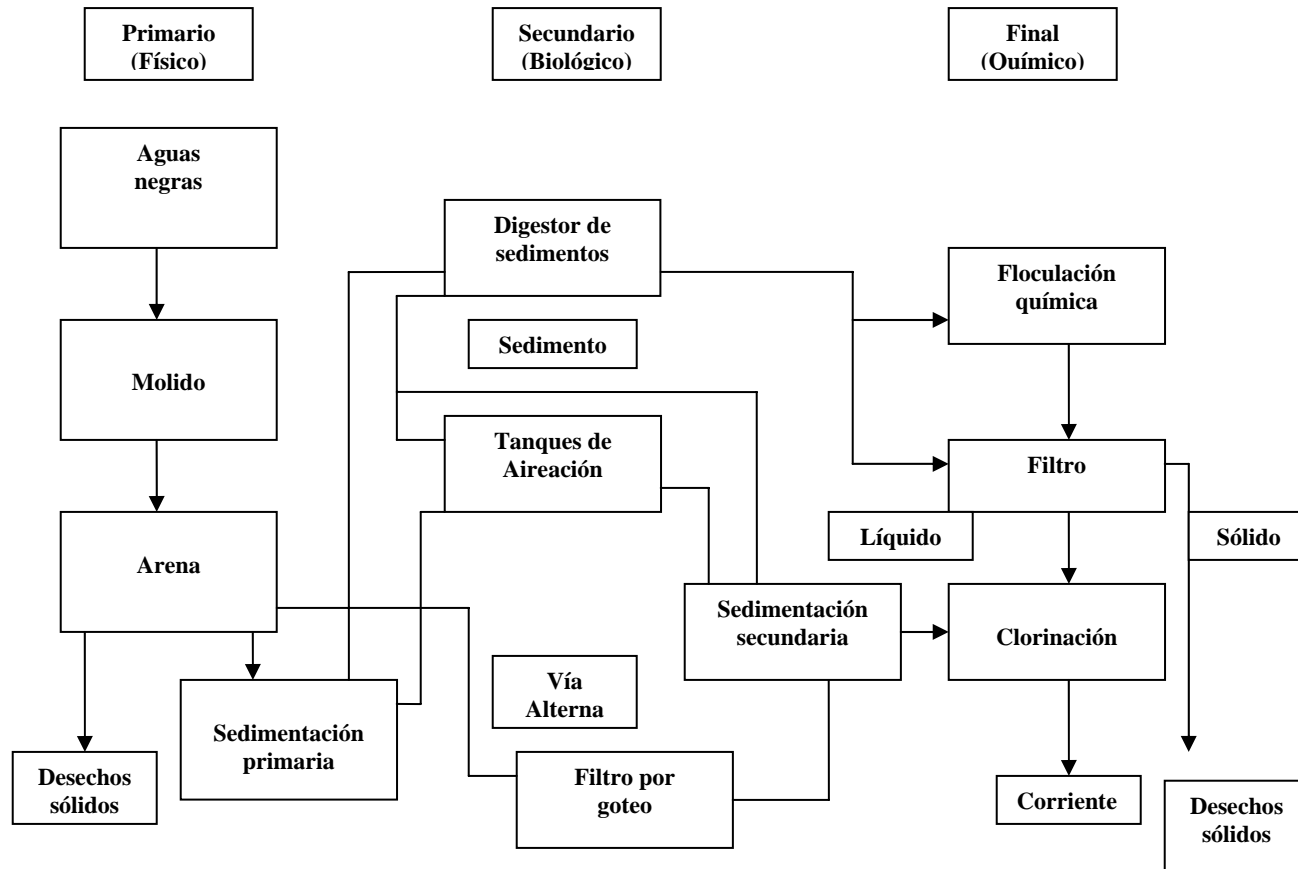 Primario
(Físico)
Secundario
(Biológico)
Final
(Químico)
Aguas
negras
Molido
Arena
Desechos
sólidos
Sedimentación
primaria
Digestor de
sedimentos
Sedimento
Tanques de
Aireación
Sedimentación
secundaria
Vía
Alterna
Filtro por
goteo
Floculación
química
Filtro
Líquido
Sólido
Clorinación
Corriente
Desechos
sólidos